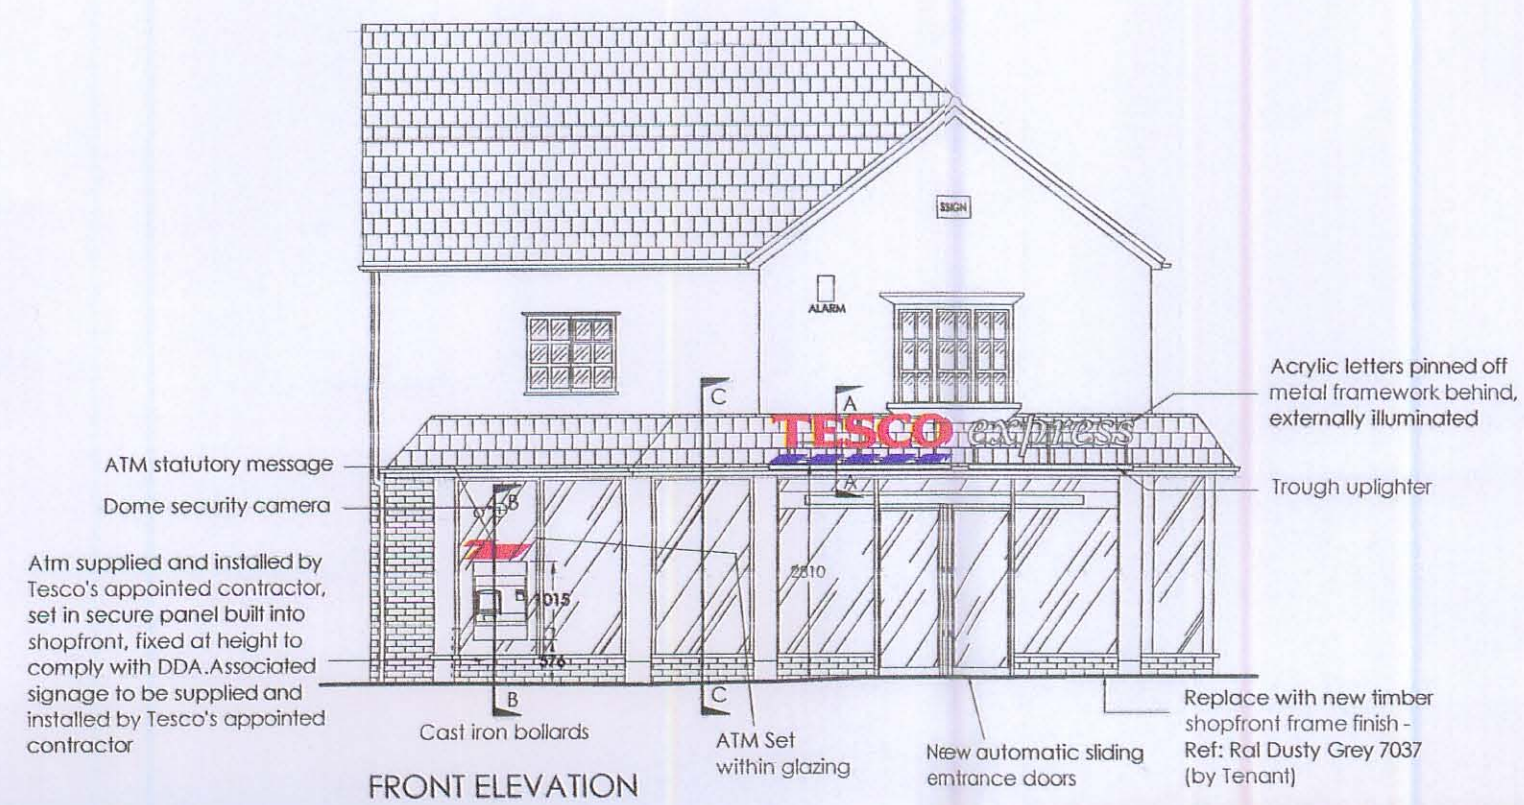 SSIGN
ALARM
C
A
TESCO express
A
Acrylic letters pinned off
metal framework behind,
externally illuminated
Trough uplighter
ATM statutory message
Dome security camera
B
Atm supplied and installed by
Tesco's appointed contractor,
set in secure panel built into
shopfront, fixed at height to
comply with DDA.Associated
signage to be supplied and
installed by Tesco's appointed
contractor
1015
576
2510
B
C
Cast iron bollards
ATM Set
within glazing
New automatic sliding
entrance doors
Replace with new timber
shopfront frame finish -
Ref: Ral Dusty Grey 7037
(by Tenant)
FRONT ELEVATION